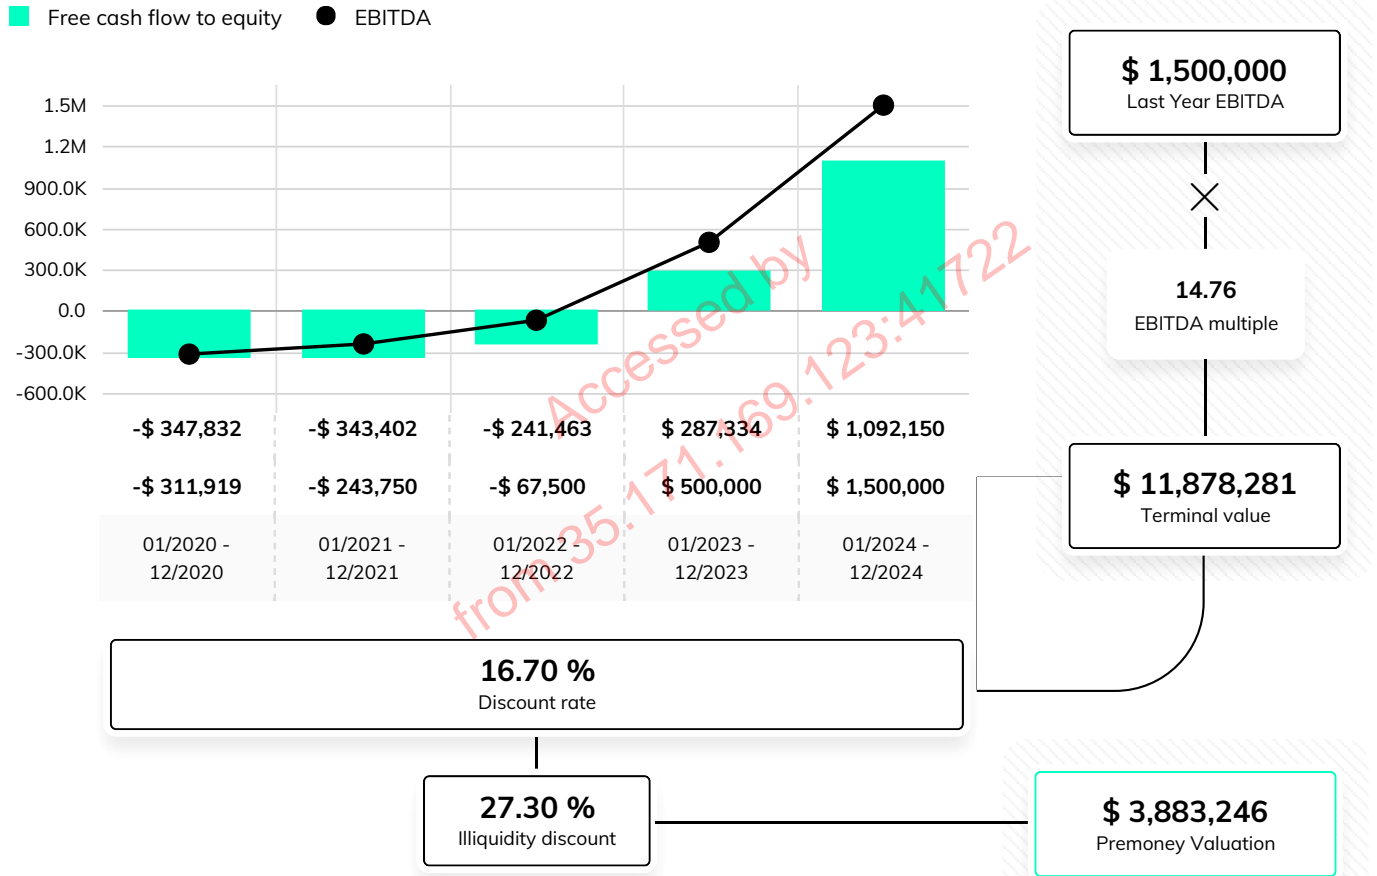 Free cash flow to equity
EBITDA
1.5M
1.2M
900.0K
600.0K
300.0K
0.0
-300.0K
-600.0K
-$ 347,832
-$ 343,402
-$ 241,463
$ 287,334
$ 1,092,150
-$ 311,919
-$ 243,750
-$ 67,500
$ 500,000
$ 1,500,000
01/2020 -
12/2020
01/2021 -
12/2021
01/2022 -
12/2022
01/2023 -
12/2023
01/2024 -
12/2024
$ 1,500,000
Last Year EBITDA
14.76
EBITDA multiple
$ 11,878,281
Terminal value
16.70 %
Discount rate
27.30 %
Illiquidity discount
$ 3,883,246
Premoney Valuation
Accessed by
from 35.171.169.123:41722